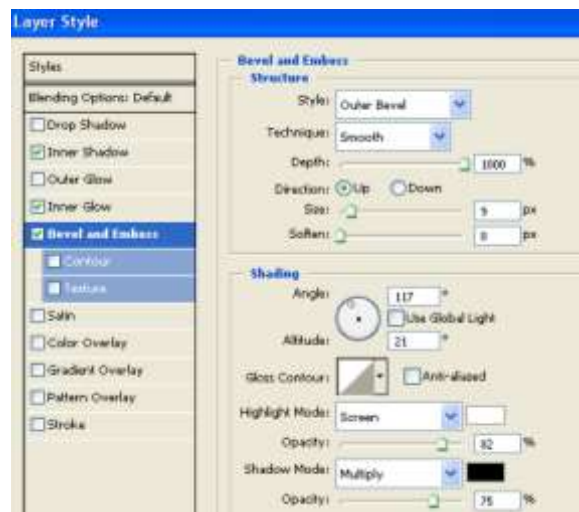 Layer Style
Styles
Blending Options: Default
Drop Shadow
Inner Shadow
Outer Glow
Inner Glow
Bevel and Emboss
Contour
Texture
Satin
Color Overlay
Gradient Overlay
Pattern Overlay
Stroke
Bevel and Emboss
Structure
Style: Outer Bevel
Technique: Smooth
Depth: 1000 %
Direction: Up Down
Size: 9 px
Soften: 0 px
Shading
Angle: 117 °
Use Global Light
Altitude: 21 °
Gloss Contour: Anti-aliased
Highlight Mode: Screen
Opacity: 82 %
Shadow Mode: Multiply
Opacity: 75 %